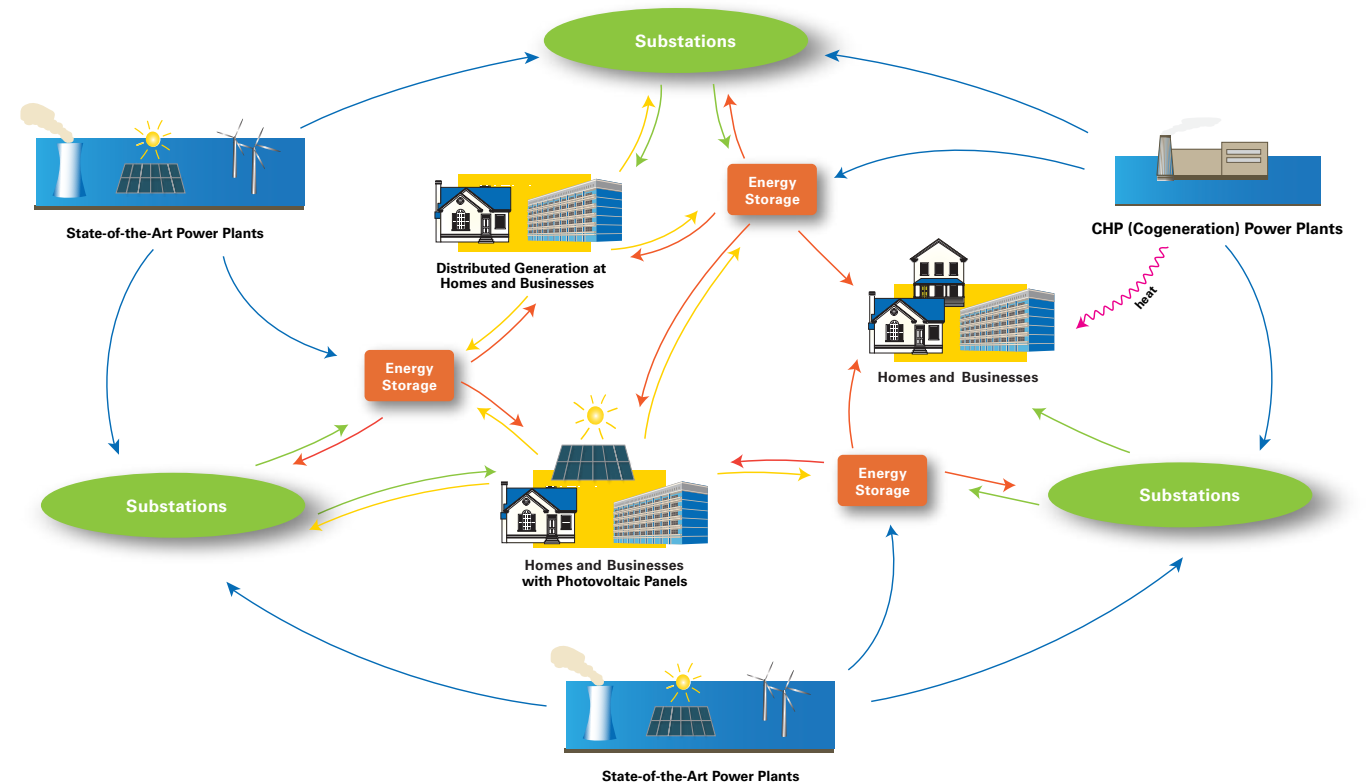 Substations
State-of-the-Art Power Plants
Energy
Storage
CHP (Cogeneration) Power Plants
Distributed Generation at
Homes and Businesses
heat
Energy
Storage
Homes and Businesses
Substations
Homes and Businesses
with Photovoltaic Panels
Energy
Storage
Substations
State-of-the-Art Power Plants